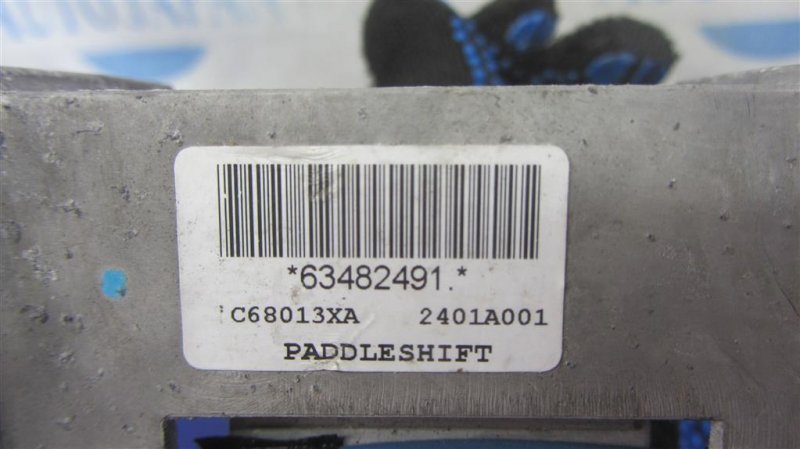 *63482491.*
C68013XA 2401A001
PADDLESHIFT